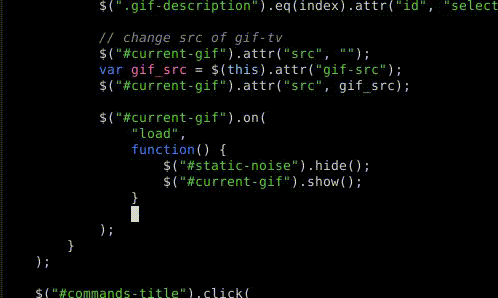 $(".gif-description").eq(index).attr("id", "select
// change src of gif-tv
$("#current-gif").attr("src", "");
var gif_src = $(this).attr("gif-src");
$("#current-gif").attr("src", gif_src);
$("#current-gif").on(
"load",
function() {
$("#static-noise").hide();
$("#current-gif").show();
}
);
}
);
$("#commands-title").click(